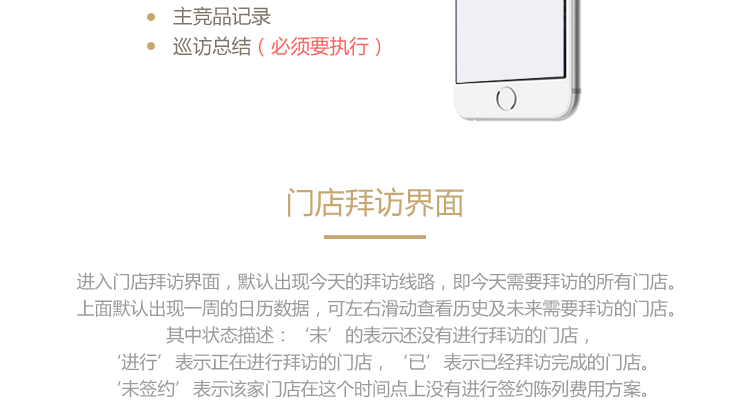 主竞品记录
巡访总结（必须要执行）
门店拜访界面
进入门店拜访界面，默认出现今天的拜访线路，即今天需要拜访的所有门店。
上面默认出现一周的日历数据，可左右滑动查看历史及未来需要拜访的门店。
其中状态描述：‘未’的表示还没有进行拜访的门店，
‘进行’表示正在进行拜访的门店，‘已’表示已经拜访完成的门店。
‘未签约’表示该家门店在这个时间点上没有进行签约陈列费用方案。